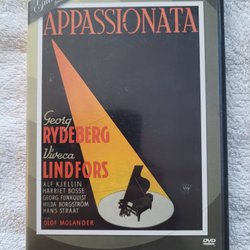 APPASSIONATA
Georg
RYDEBERG
Viveca
LINDFORS
ALF KJELLIN
HARRIET BOSSE
GEORG FUNKQUIST
HILDA BORGSTRÖM
HANS STRAAT
OLOF MOLANDER
DVD